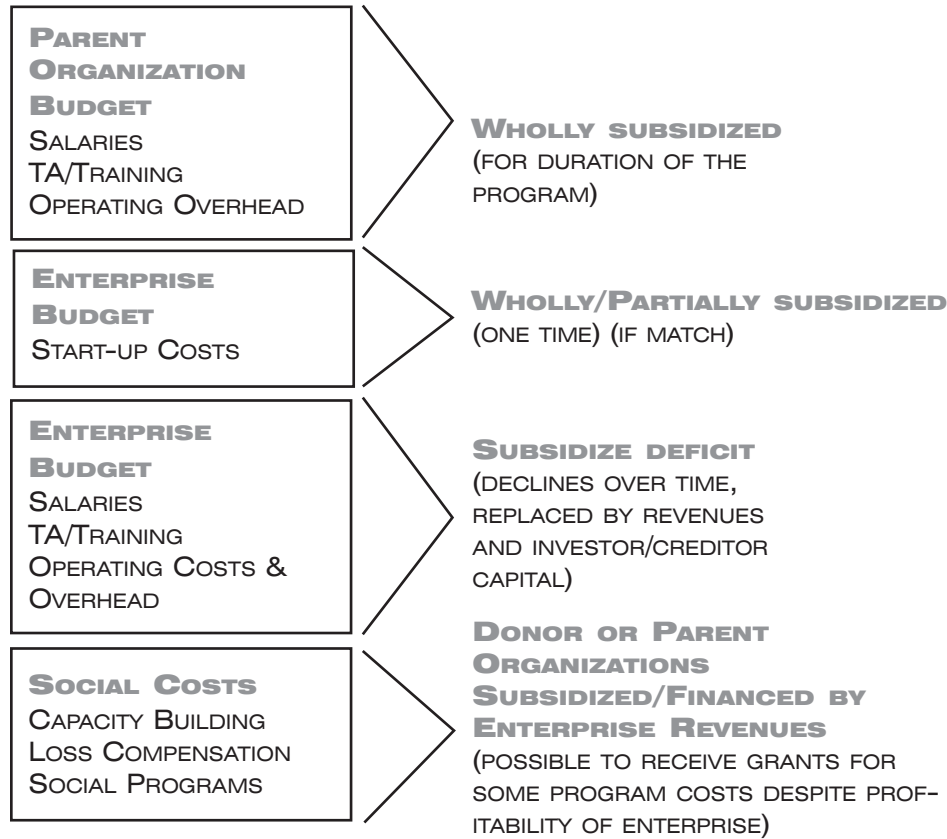 PARENT
ORGANIZATION
BUDGET
SALARIES
TA/TRAINING
OPERATING OVERHEAD
WHOLLY SUBSIDIZED
(FOR DURATION OF THE
PROGRAM)
ENTERPRISE
BUDGET
START-UP COSTS
WHOLLY/PARTIALLY SUBSIDIZED
(ONE TIME) (IF MATCH)
ENTERPRISE
BUDGET
SALARIES
TA/TRAINING
OPERATING COSTS &
OVERHEAD
SUBSIDIZE DEFICIT
(DECLINES OVER TIME,
REPLACED BY REVENUES
AND INVESTOR/CREDITOR
CAPITAL)
SOCIAL COSTS
CAPACITY BUILDING
LOSS COMPENSATION
SOCIAL PROGRAMS
DONOR OR PARENT
ORGANIZATIONS
SUBSIDIZED/FINANCED BY
ENTERPRISE REVENUES
(POSSIBLE TO RECEIVE GRANTS FOR
SOME PROGRAM COSTS DESPITE PROF-
ITABILITY OF ENTERPRISE)